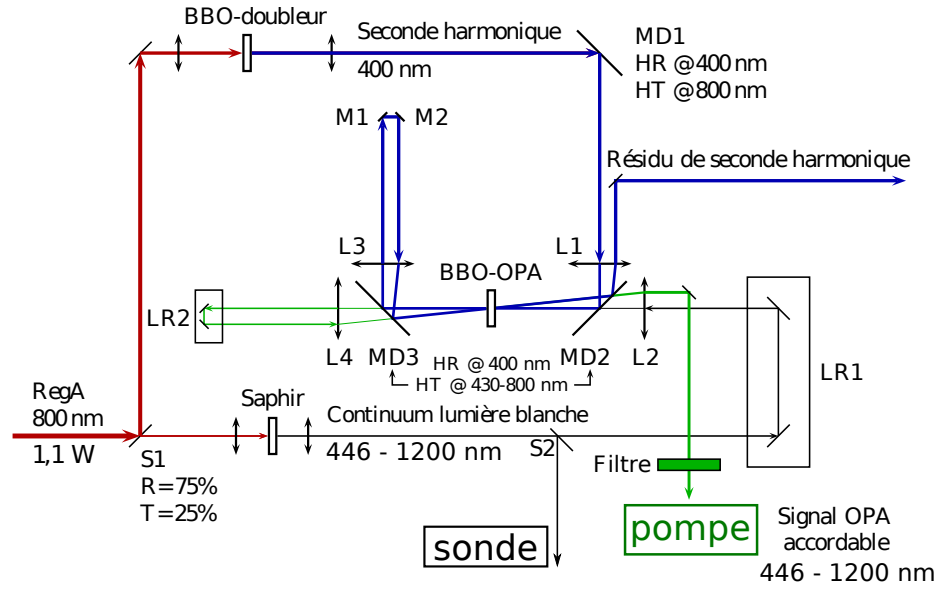 BBO-doubleur
Seconde harmonique
400 nm
MD1
HR @ 400 nm
HT @ 800 nm
M1
M2
Résidu de seconde harmonique
L3
L1
BBO-OPA
LR2
L4
MD3
HR @ 400 nm
HT @ 430-800 nm
MD2
L2
LR1
RegA
800 nm
1,1 W
Saphir
Continuum lumière blanche
446 - 1200 nm
S2
S1
R=75%
T=25%
Filtre
sonde
pompe
Signal OPA
accordable
446 - 1200 nm